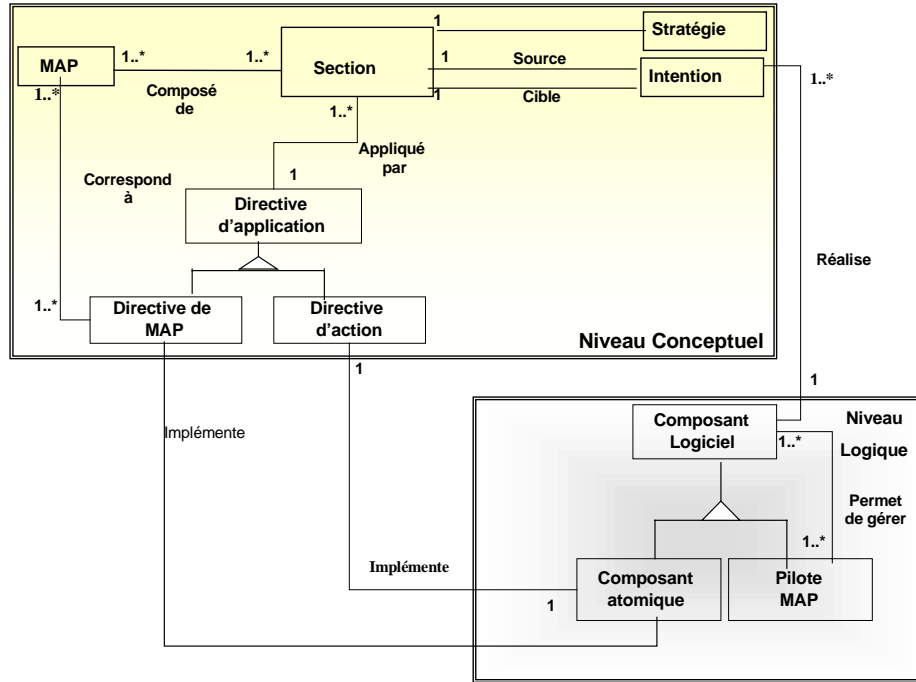 1
Stratégie
MAP
1..*
1..*
Section
1
Source
Intention
1..*
Composé
de
1
Cible
1..*
1..*
Appliqué
par
Correspond
à
1
Directive
d'application
Réalise
1..*
Directive de
MAP
Directive
d'action
Niveau Conceptuel
1
1
Composant
Logiciel
Niveau
Logique
1..*
Implémente
Permet
de gérer
1..*
Implémente
Composant
atomique
Pilote
MAP
1